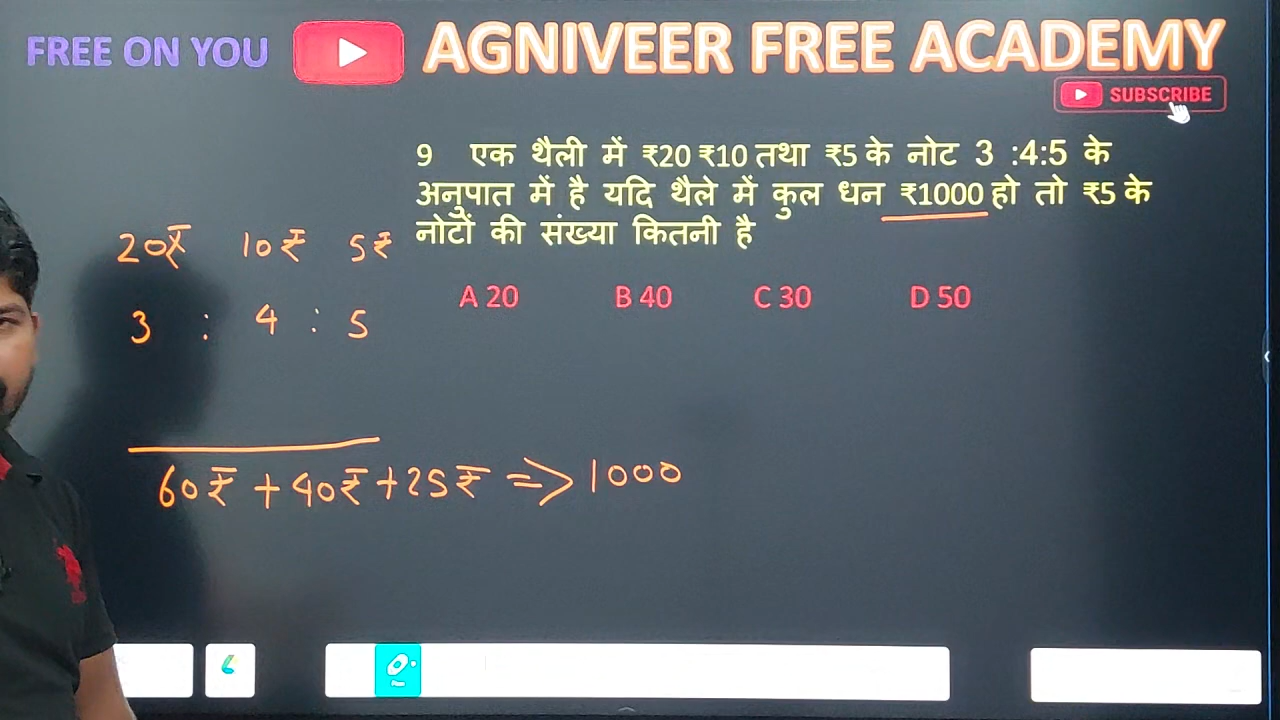 FREE ON YOU
AGNIVEER FREE ACADEMY
SUBSCRIBE
9 एक थैली में ₹20 ₹10 तथा ₹5 के नोट 3 :4:5 के
अनुपात में है यदि थैले में कुल धन ₹1000 हो तो ₹5 के
नोटों की संख्या कितनी है
A 20 B 40 C 30 D 50
20₹ 10₹ 5₹
3 : 4 : 5
60₹ + 40₹ + 25₹ => 1000